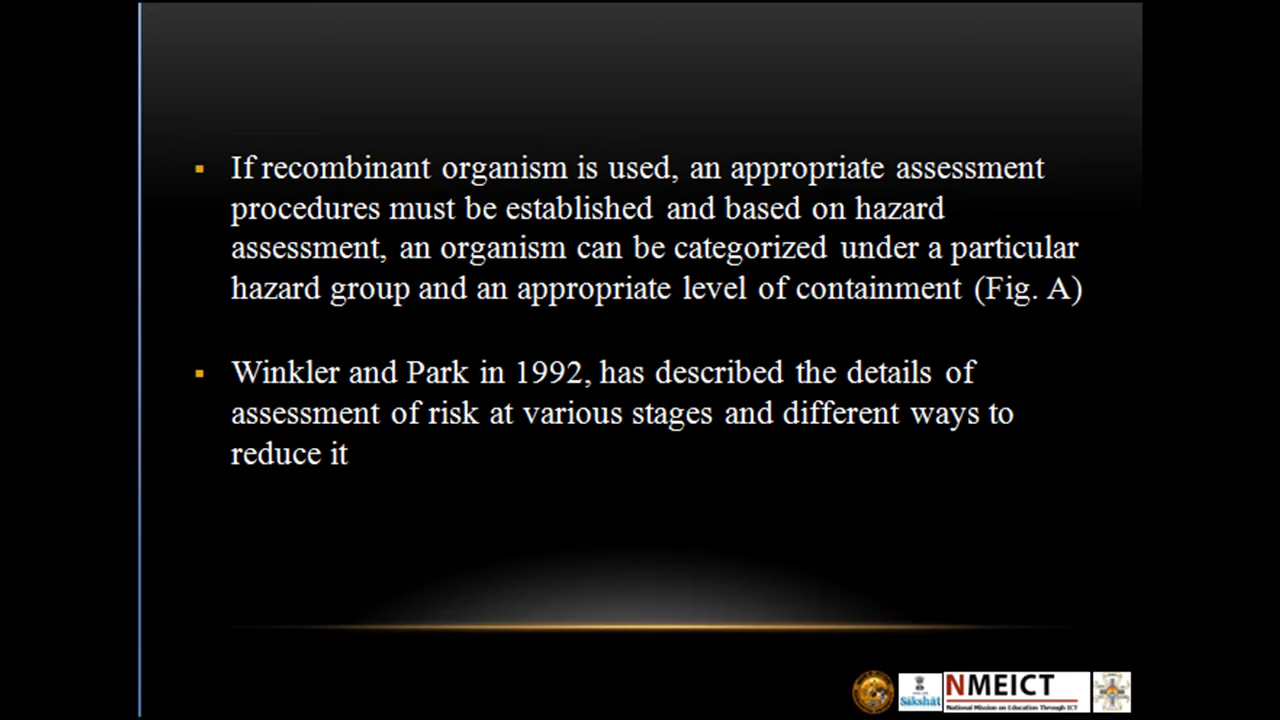 If recombinant organism is used, an appropriate assessment
procedures must be established and based on hazard
assessment, an organism can be categorized under a particular
hazard group and an appropriate level of containment (Fig. A)
Winkler and Park in 1992, has described the details of
assessment of risk at various stages and different ways to
reduce it
Sakshat
NMEICT
National Mission on Education Through ICT